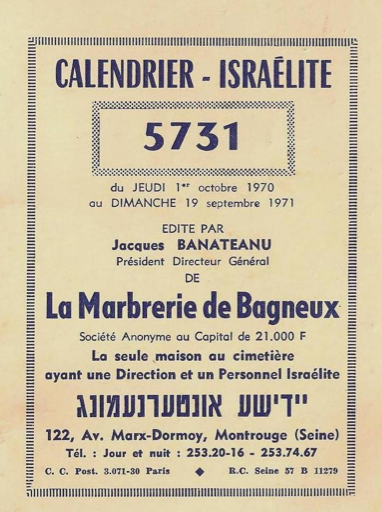 CALENDRIER - ISRAÉLITE
5731
du JEUDI 1er octobre 1970
au DIMANCHE 19 septembre 1971
EDITE PAR
Jacques BANATEANU
Président Directeur Général
DE
La Marbrerie de Bagneux
Société Anonyme au Capital de 21.000 F
La seule maison au cimetière
ayant une Direction et un Personnel Israélite
יידישע אונטערנעמונג
122, Av. Marx-Dormoy, Montrouge (Seine)
Tél. : Jour et nuit : 253.20-16 - 253.74.67
C. C. Post. 3.071-30 Paris ◆ R.C. Seine 57 B 11279